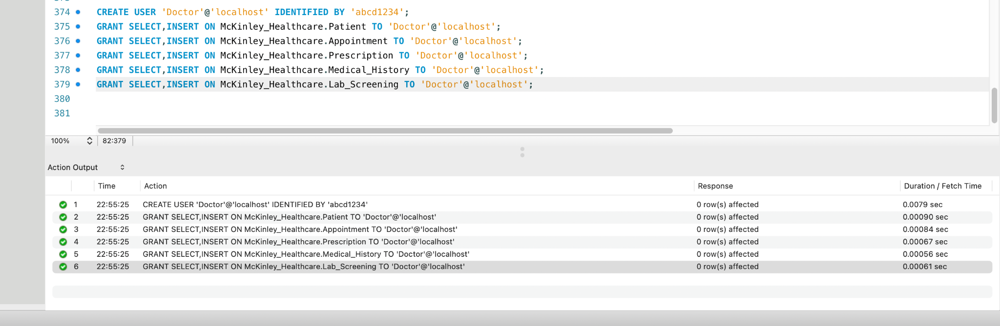 374 CREATE USER 'Doctor'@'localhost' IDENTIFIED BY 'abcd1234';
375 GRANT SELECT,INSERT ON McKinley_Healthcare.Patient TO 'Doctor'@'localhost';
376 GRANT SELECT,INSERT ON McKinley_Healthcare.Appointment TO 'Doctor'@'localhost';
377 GRANT SELECT,INSERT ON McKinley_Healthcare.Prescription TO 'Doctor'@'localhost';
378 GRANT SELECT,INSERT ON McKinley_Healthcare.Medical_History TO 'Doctor'@'localhost';
379 GRANT SELECT,INSERT ON McKinley_Healthcare.Lab_Screening TO 'Doctor'@'localhost';
380
381
100% 82:379
Action Output
Time Action Response Duration / Fetch Time
1 22:55:25 CREATE USER 'Doctor'@'localhost' IDENTIFIED BY 'abcd1234' 0 row(s) affected 0.0079 sec
2 22:55:25 GRANT SELECT,INSERT ON McKinley_Healthcare.Patient TO 'Doctor'@'localhost' 0 row(s) affected 0.00090 sec
3 22:55:25 GRANT SELECT,INSERT ON McKinley_Healthcare.Appointment TO 'Doctor'@'localhost' 0 row(s) affected 0.00084 sec
4 22:55:25 GRANT SELECT,INSERT ON McKinley_Healthcare.Prescription TO 'Doctor'@'localhost' 0 row(s) affected 0.00067 sec
5 22:55:25 GRANT SELECT,INSERT ON McKinley_Healthcare.Medical_History TO 'Doctor'@'localhost' 0 row(s) affected 0.00056 sec
6 22:55:25 GRANT SELECT,INSERT ON McKinley_Healthcare.Lab_Screening TO 'Doctor'@'localhost' 0 row(s) affected 0.00061 sec